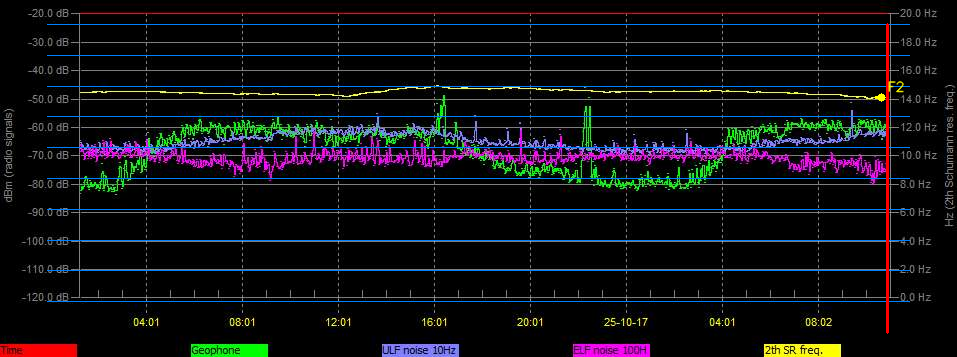 -20.0 dB 20.0 Hz
-30.0 dB 18.0 Hz
-40.0 dB 16.0 Hz
F2
-50.0 dB 14.0 Hz
-60.0 dB 12.0 Hz
-70.0 dB 10.0 Hz
-80.0 dB 8.0 Hz
-90.0 dB 6.0 Hz
-100.0 dB 4.0 Hz
-110.0 dB 2.0 Hz
-120.0 dB 0.0 Hz
dBm (radio signals)
Hz (2th Schumann res. freq.)
04:01 08:01 12:01 16:01 20:01 25-10-17 04:01 08:02
Time Geophone ULF noise 10Hz ELF noise 100H 2th SR freq.